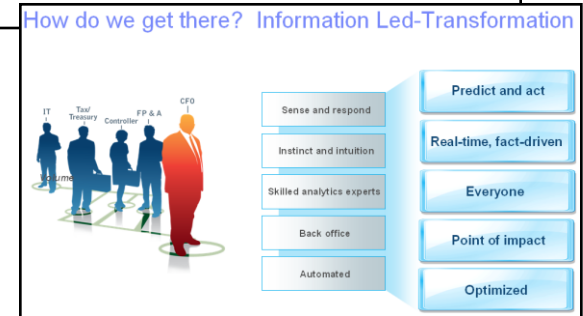 How do we get there? Information Led-Transformation
IT
Tax/
Treasury
Controller
FP & A
CFO
Volume
Sense and respond
Instinct and intuition
Skilled analytics experts
Back office
Automated
Predict and act
Real-time, fact-driven
Everyone
Point of impact
Optimized